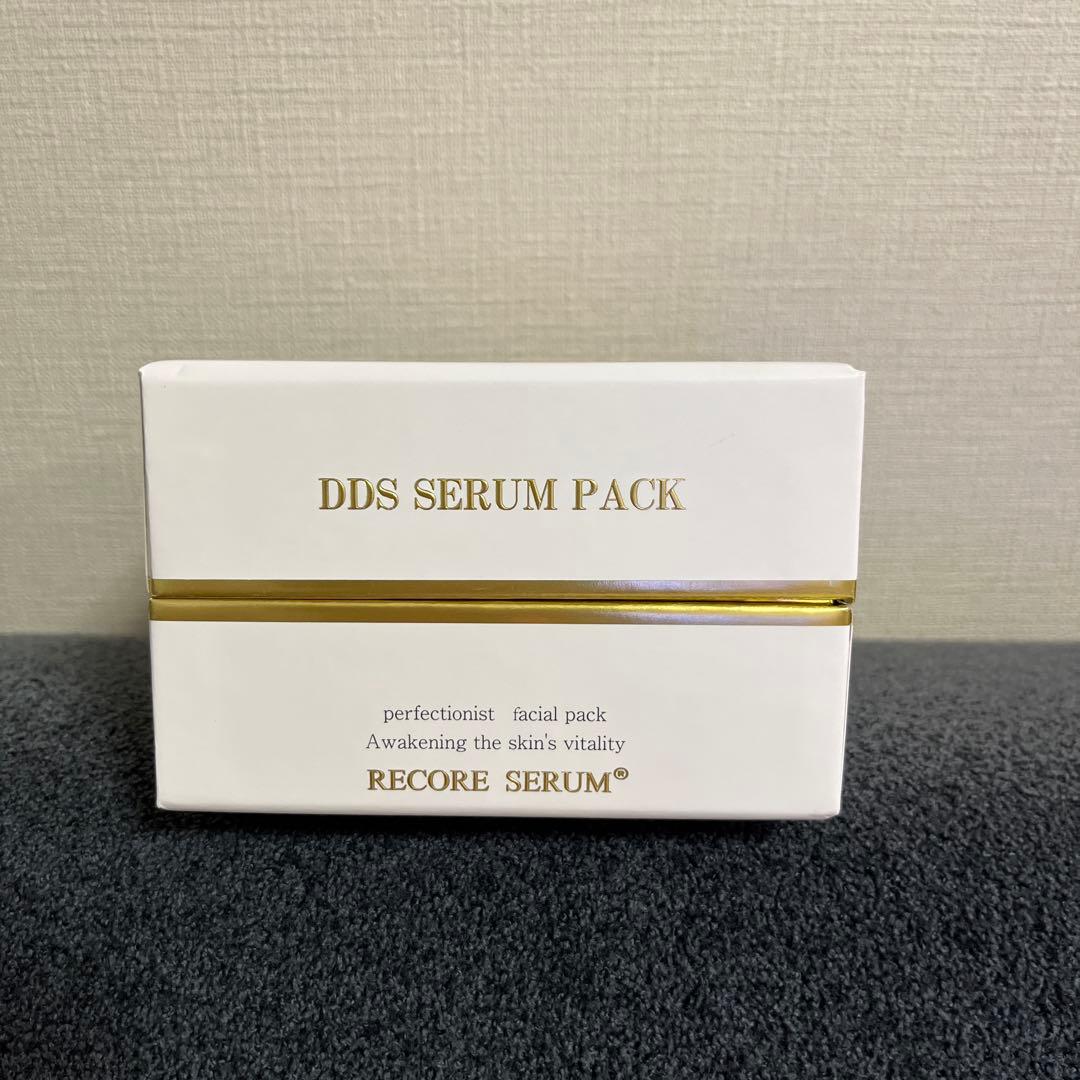 DDS SERUM PACK
perfectionist facial pack
Awakening the skin's vitality
RECORE SERUM®